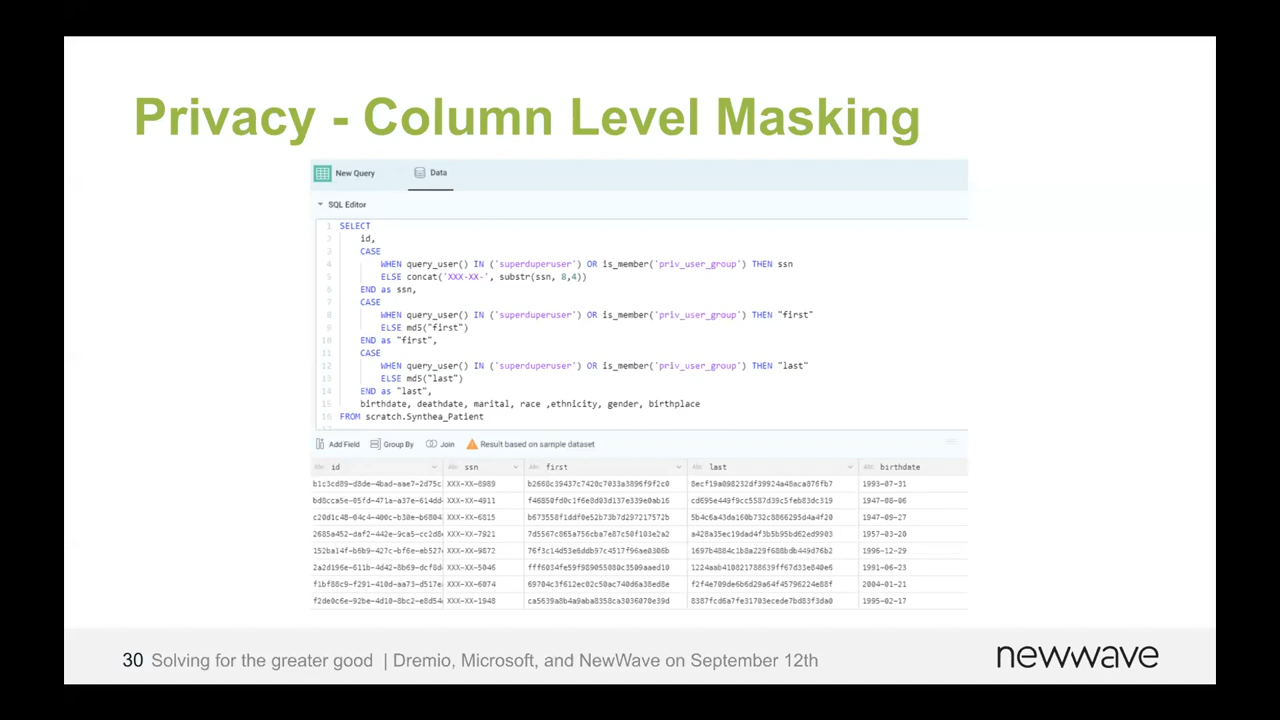 Privacy - Column Level Masking
New Query Data
SQL Editor
1 SELECT
2 id,
3 CASE
4 WHEN query_user() IN ('superduperuser') OR is_member('priv_user_group') THEN ssn
5 ELSE concat('XXX-XX-', substr(ssn, 8,4))
6 END as ssn,
7 CASE
8 WHEN query_user() IN ('superduperuser') OR is_member('priv_user_group') THEN "first"
9 ELSE md5("first")
10 END as "first",
11 CASE
12 WHEN query_user() IN ('superduperuser') OR is_member('priv_user_group') THEN "last"
13 ELSE md5("last")
14 END as "last",
15 birthdate, deathdate, marital, race ,ethnicity, gender, birthplace
16 FROM scratch.Synthea_Patient
Add Field Group By Join Result based on sample dataset
Abc id Abc ssn Abc first Abc last Abc birthdate
XXX-XX-8989 1993-07-31
XXX-XX-4911 1947-08-06
XXX-XX-6815 1947-09-27
XXX-XX-7921 1957-03-20
XXX-XX-9872 1996-12-29
XXX-XX-5046 1991-06-23
XXX-XX-6074 2004-01-21
XXX-XX-1948 1995-02-17
30 Solving for the greater good | Dremio, Microsoft, and NewWave on September 12th
newwave